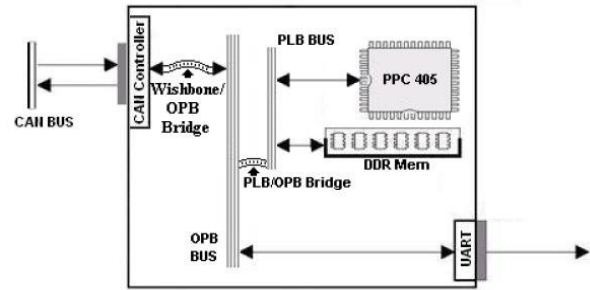 CAN BUS
CAN Controller
Wishbone/
OPB
Bridge
PLB BUS
PPC 405
DDR Mem
PLB/OPB Bridge
OPB
BUS
UART